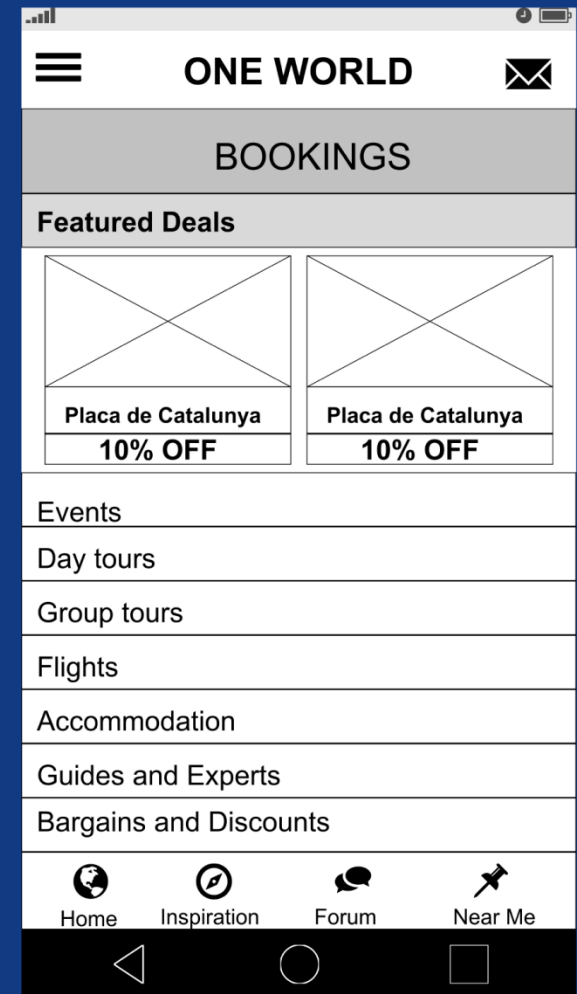 ONE WORLD
BOOKINGS
Featured Deals
Placa de Catalunya Placa de Catalunya
10% OFF 10% OFF
Events
Day tours
Group tours
Flights
Accommodation
Guides and Experts
Bargains and Discounts
Home Inspiration Forum Near Me